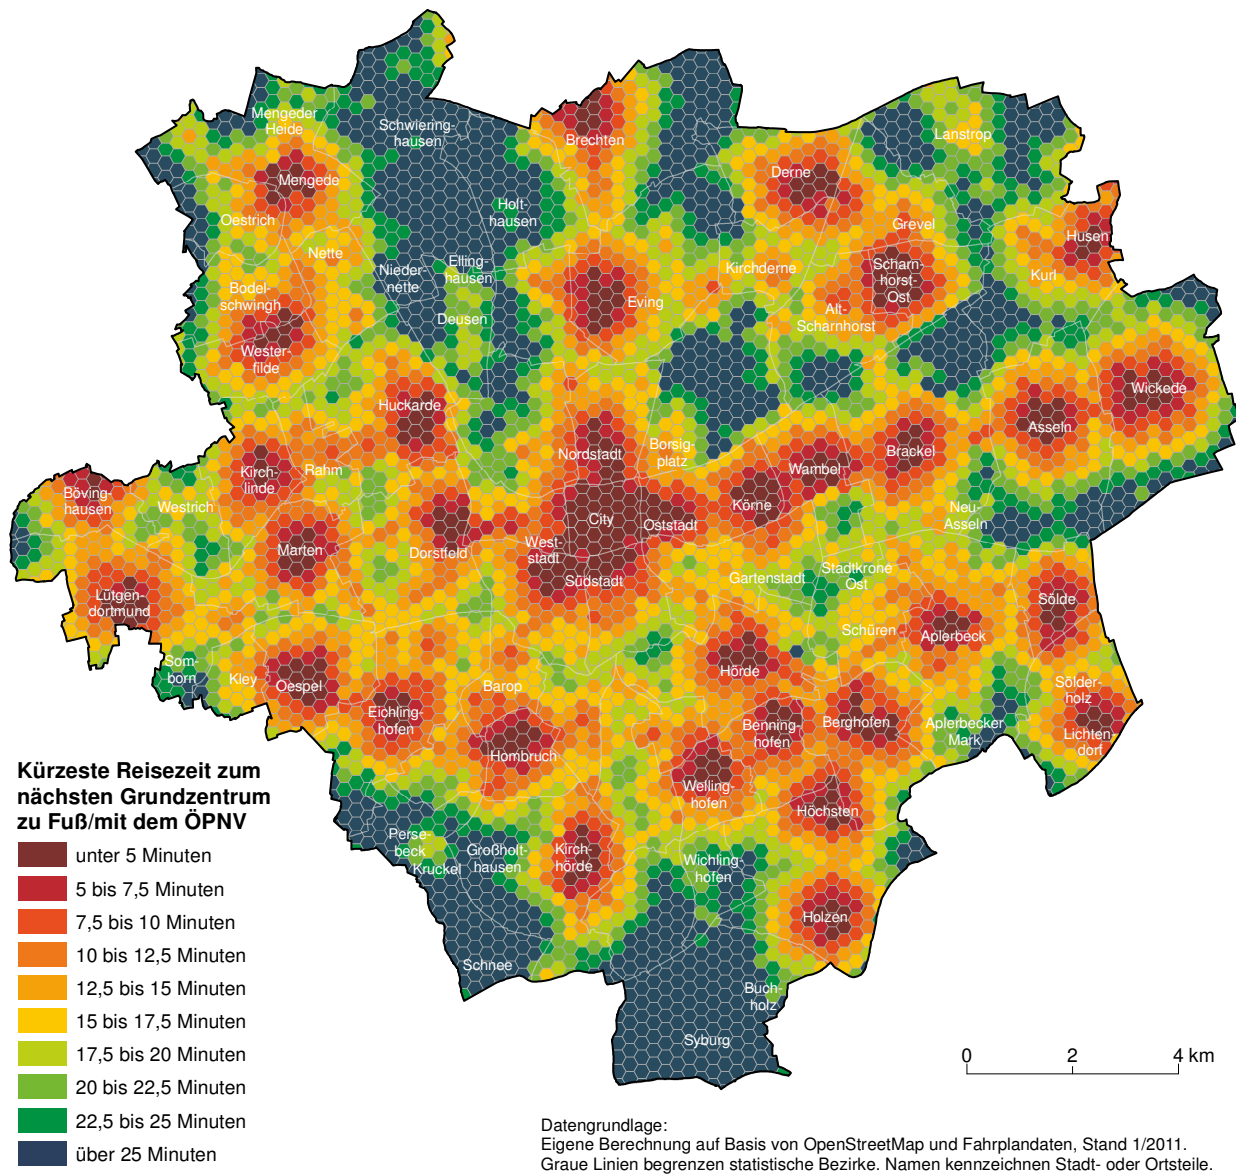 Mengeder
Heide
Schwiering-
hausen
Brechten
Lanstrop
Mengede
Derne
Oestrich
Holt-
hausen
Grevel
Husen
Nette
Nieder-
nette
Elling-
hausen
Kirchderne
Scharn-
horst-
Ost
Kurl
Bodel-
schwingh
Eving
Deusen
Alt-
Scharnhorst
Wester-
filde
Wickede
Huckarde
Asseln
Nordstadt
Borsig-
platz
Brackel
Kirch-
linde
Rahm
Wambel
Böving-
hausen
Westrich
Körne
Neu-
Asseln
City
Oststadt
Marten
Dorstfeld
West-
stadt
Südstadt
Gartenstadt
Stadtkrone
Ost
Lütgen-
dortmund
Sölde
Schüren
Aplerbeck
Som-
born
Kley
Oespel
Barop
Hörde
Sölder-
holz
Eichling-
hofen
Benning-
hofen
Berghofen
Aplerbecker
Mark
Lichten
dorf
Hombruch
Welling-
hofen
Höchsten
Perse-
beck
Kruckel
Großholt-
hausen
Kirch-
hörde
Wichling-
hofen
Holzen
Schnee
Buch-
holz
Syburg
Kürzeste Reisezeit zum
nächsten Grundzentrum
zu Fuß/mit dem ÖPNV
unter 5 Minuten
5 bis 7,5 Minuten
7,5 bis 10 Minuten
10 bis 12,5 Minuten
12,5 bis 15 Minuten
15 bis 17,5 Minuten
17,5 bis 20 Minuten
20 bis 22,5 Minuten
22,5 bis 25 Minuten
über 25 Minuten
0 2 4 km
Datengrundlage:
Eigene Berechnung auf Basis von OpenStreetMap und Fahrplandaten, Stand 1/2011.
Graue Linien begrenzen statistische Bezirke. Namen kennzeichnen Stadt- oder Ortsteile.